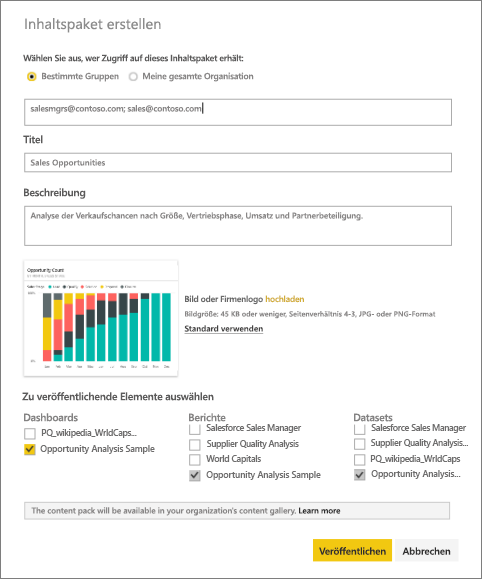 Inhaltspaket erstellen
Wählen Sie aus, wer Zugriff auf dieses Inhaltspaket erhält:
Bestimmte Gruppen Meine gesamte Organisation
salesmgrs@contoso.com; sales@contoso.com
Titel
Sales Opportunities
Beschreibung
Analyse der Verkaufschancen nach Größe, Vertriebsphase, Umsatz und Partnerbeteiligung.
Opportunity Count
100%
0%
Bild oder Firmenlogo hochladen
Bildgröße: 45 KB oder weniger, Seitenverhältnis 4-3, JPG- oder PNG-Format
Standard verwenden
Zu veröffentlichende Elemente auswählen
Dashboards Berichte Datasets
PQ_wikipedia_WrldCaps... Salesforce Sales Manager Salesforce Sales Manager
Opportunity Analysis Sample Supplier Quality Analysis Supplier Quality Analysis...
World Capitals PQ_wikipedia_WrldCaps
Opportunity Analysis Sample Opportunity Analysis...
The content pack will be available in your organization's content gallery. Learn more
Veröffentlichen Abbrechen